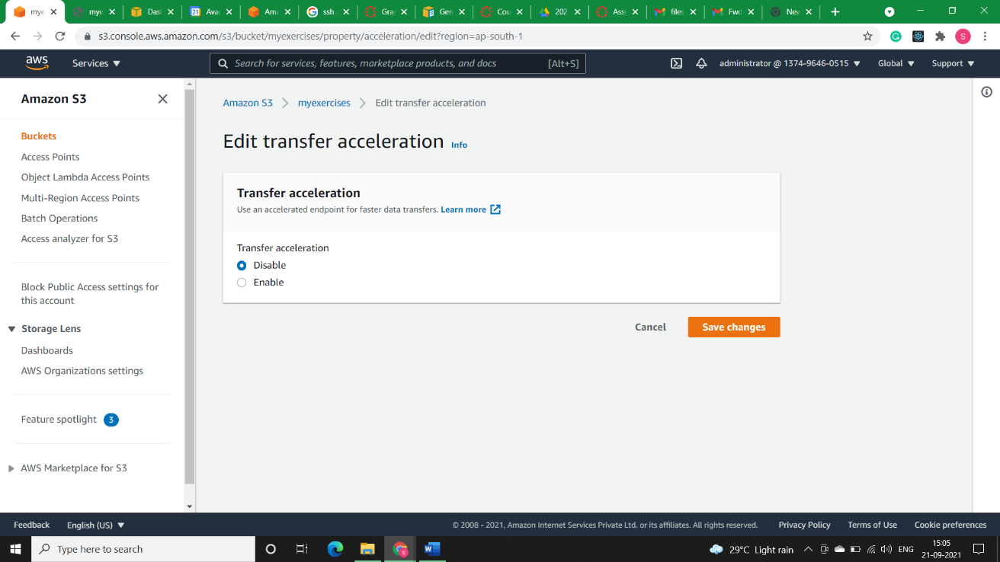 mye
mye
Das
21 Ava
Ama
ssh
Gra
Ger
Cou
202
Assi
files
Fwd
New
s3.console.aws.amazon.com/s3/bucket/myexercises/property/acceleration/edit?region=ap-south-1
G
S
aws
Services
Search for services, features, marketplace products, and docs [Alt+S]
administrator @ 1374-9646-0515
Global
Support
Amazon S3
Buckets
Access Points
Object Lambda Access Points
Multi-Region Access Points
Batch Operations
Access analyzer for S3
Block Public Access settings for
this account
Storage Lens
Dashboards
AWS Organizations settings
Feature spotlight 3
AWS Marketplace for S3
Amazon S3 > myexercises > Edit transfer acceleration
Edit transfer acceleration Info
Transfer acceleration
Use an accelerated endpoint for faster data transfers. Learn more
Transfer acceleration
Disable
Enable
Cancel
Save changes
Feedback English (US)
© 2008 - 2021, Amazon Internet Services Private Ltd. or its affiliates. All rights reserved. Privacy Policy Terms of Use Cookie preferences
Type here to search
29°C Light rain
ENG
15:05
21-09-2021